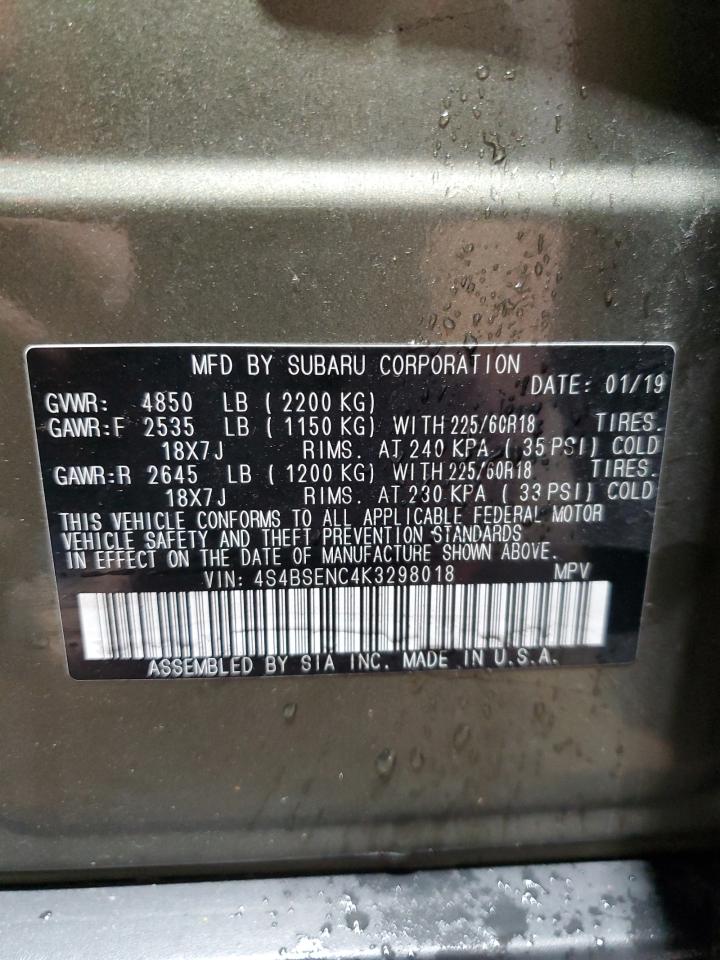 MFD BY SUBARU CORPORATION
DATE: 01/19
GVWR: 4850 LB ( 2200 KG)
GAWR:F 2535 LB ( 1150 KG) WITH 225/60R18 TIRES.
18X7J RIMS. AT 240 KPA ( 35 PSI) COLD
GAWR:R 2645 LB ( 1200 KG) WITH 225/60R18 TIRES.
18X7J RIMS. AT 230 KPA ( 33 PSI) COLD
THIS VEHICLE CONFORMS TO ALL APPLICABLE FEDERAL MOTOR
VEHICLE SAFETY AND THEFT PREVENTION STANDARDS
IN EFFECT ON THE DATE OF MANUFACTURE SHOWN ABOVE.
VIN: 4S4BSENC4K3298018 MPV
ASSEMBLED BY SIA INC. MADE IN U.S.A.